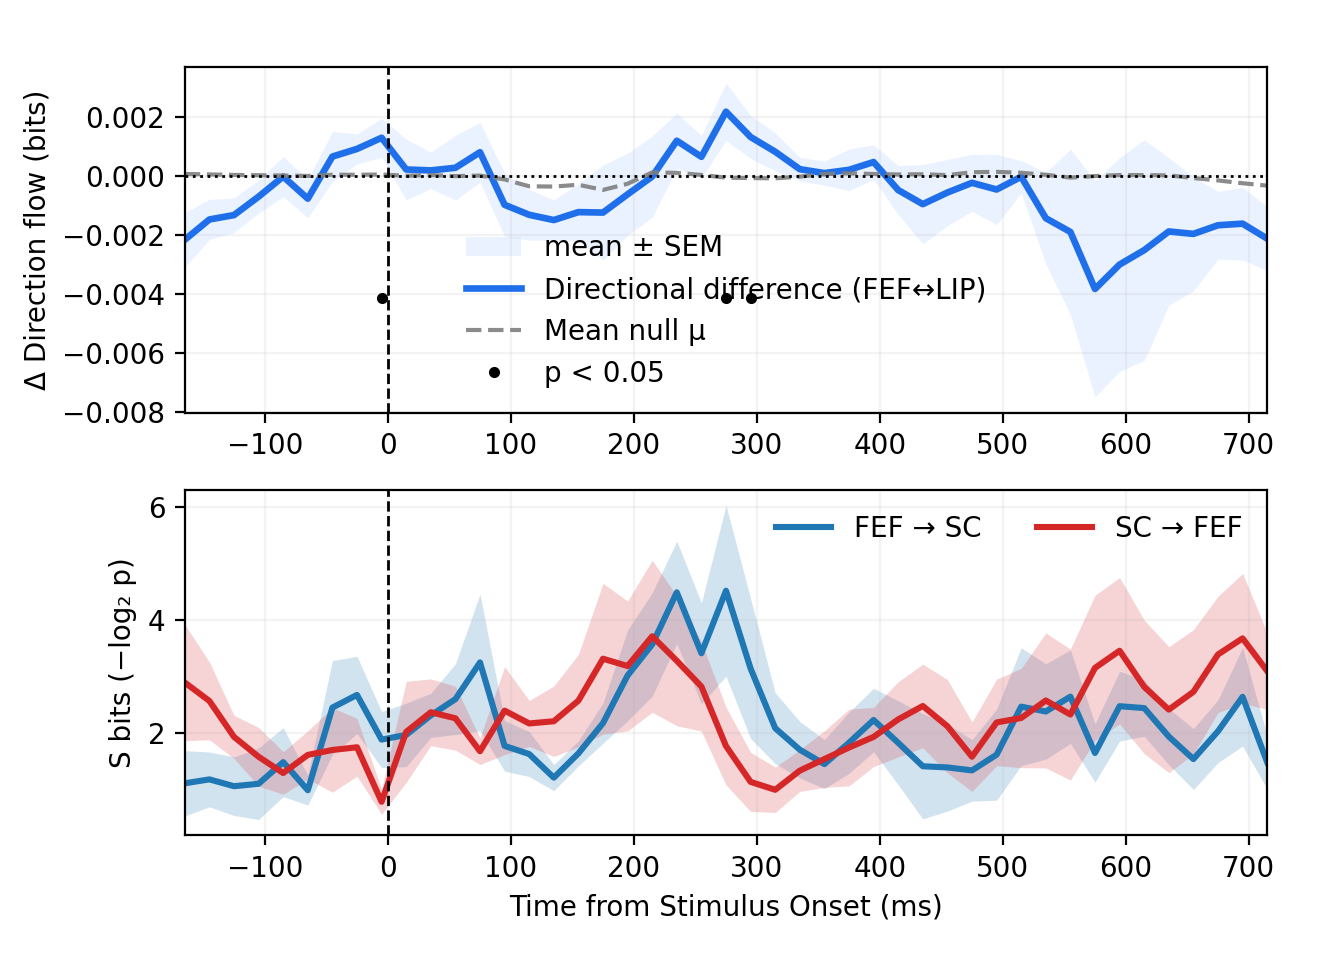 Δ Direction flow (bits)
0.002
0.000
−0.002
−0.004
−0.006
−0.008
mean ± SEM
Directional difference (FEF↔LIP)
Mean null μ
p < 0.05
−100 0 100 200 300 400 500 600 700
S bits (−log₂ p)
6
4
2
FEF → SC SC → FEF
−100 0 100 200 300 400 500 600 700
Time from Stimulus Onset (ms)